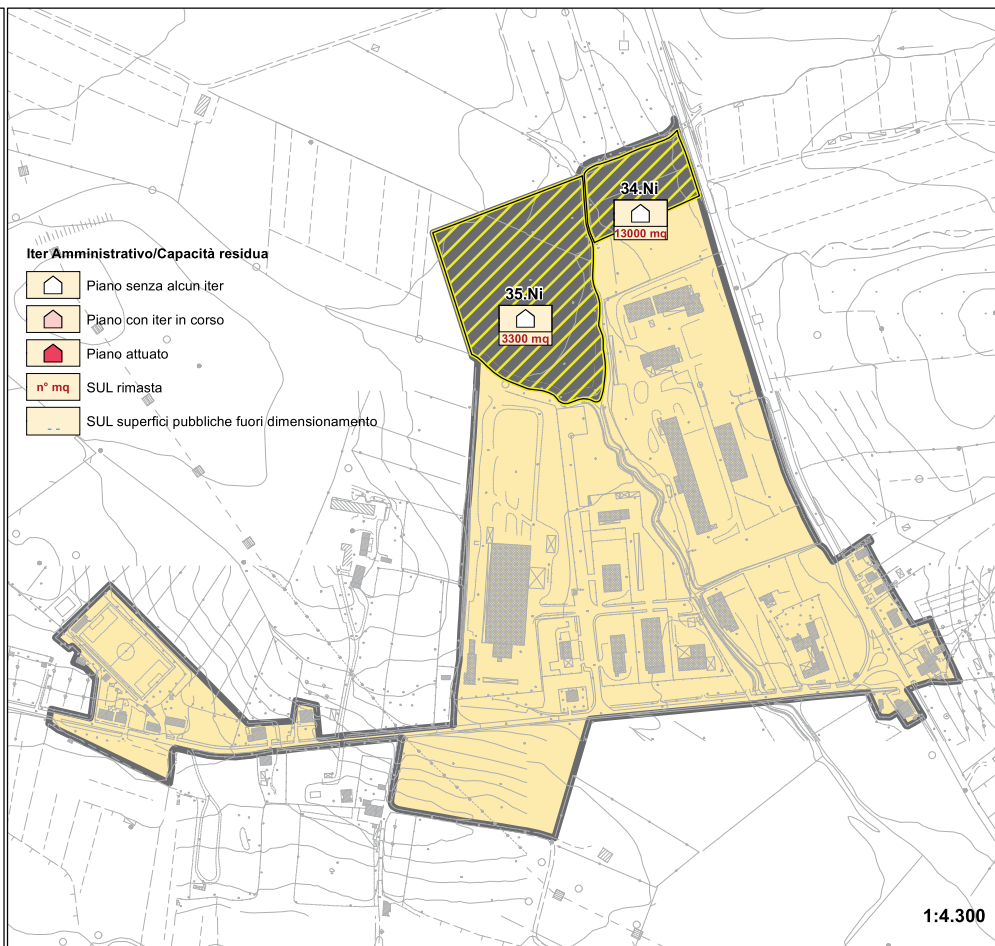 34.Ni
13000 mq
35.Ni
3300 mq
Iter Amministrativo/Capacità residua
Piano senza alcun iter
Piano con iter in corso
Piano attuato
n° mq SUL rimasta
-- SUL superfici pubbliche fuori dimensionamento
1:4.300